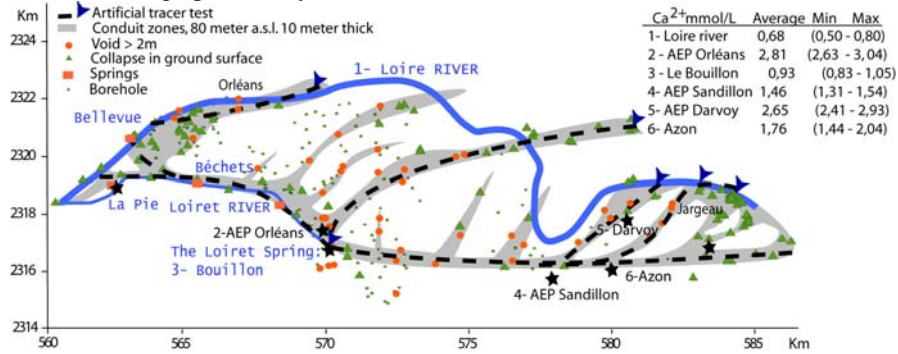 Km
Artificial tracer test
Conduit zones, 80 meter a.s.l. 10 meter thick
Void > 2m
Collapse in ground surface
Springs
Borehole
2324
2322
2320
2318
2316
2314
560
565
570
575
580
585
Km
Orléans
1- Loire RIVER
Bellevue
Béchets
La Pie
Loiret RIVER
2-AEP Orléans
The Loiret Spring:
3- Bouillon
Jargeau
5- Darvoy
6-Azon
4- AEP Sandillon
Ca2+mmol/L Average Min Max
1- Loire river 0,68 (0,50 - 0,80)
2 - AEP Orléans 2,81 (2,63 - 3,04)
3 - Le Bouillon 0,93 (0,83 - 1,05)
4- AEP Sandillon 1,46 (1,31 - 1,54)
5- AEP Darvoy 2,65 (2,41 - 2,93)
6- Azon 1,76 (1,44 - 2,04)